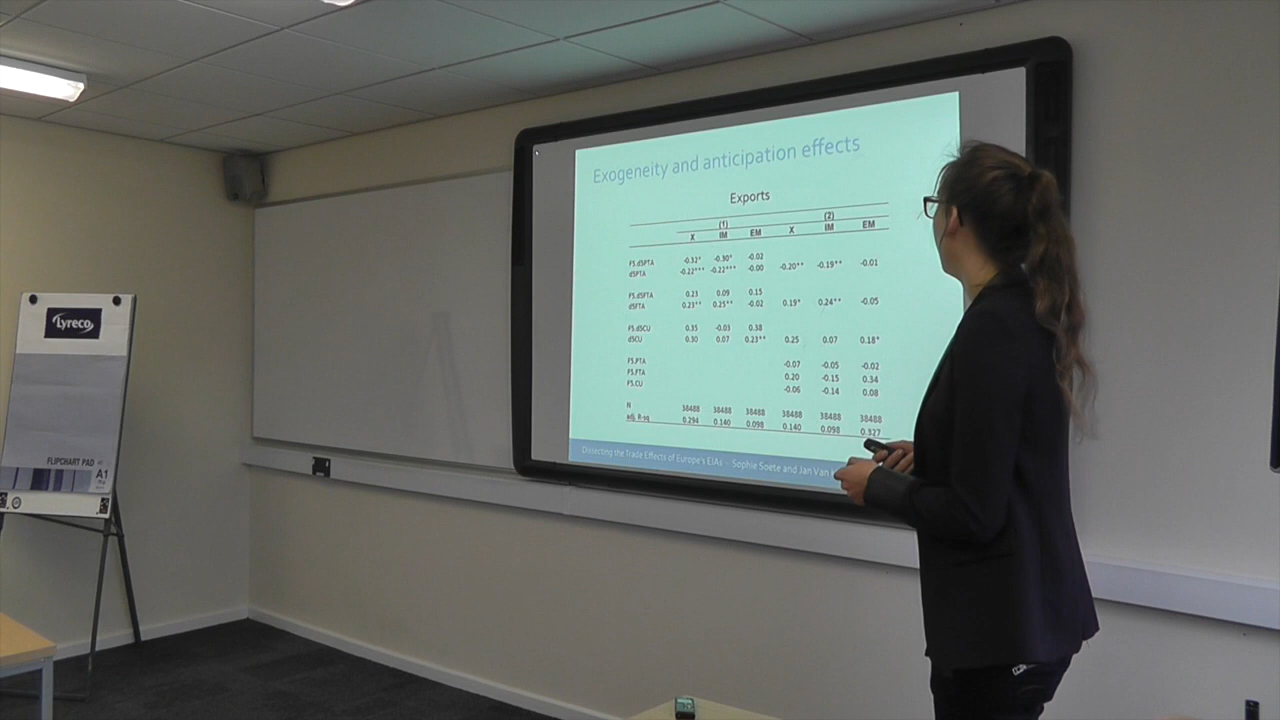 Lyreco
FLIPCHART PAD
A1
Exogeneity and anticipation effects
Exports
(1) (2)
X IM EM X IM EM
F5.d5PTA -0.32* -0.30* -0.02
d5PTA -0.22*** -0.22*** -0.00 -0.20** -0.19** -0.01
F5.d5FTA 0.23 0.09 0.15
d5FTA 0.23** 0.25** -0.02 0.19* 0.24** -0.05
F5.d5CU 0.35 -0.03 0.38
d5CU 0.30 0.07 0.23** 0.25 0.07 0.18*
F5.PTA -0.07 -0.05 -0.02
F5.FTA 0.20 -0.15 0.34
F5.CU -0.06 -0.14 0.08
N 38488 38488 38488 38488 38488 38488
adj. R-sq 0.294 0.140 0.098 0.140 0.098 0.327
Dissecting the Trade Effects of Europe's EIAs - Sophie Soete and Jan Van